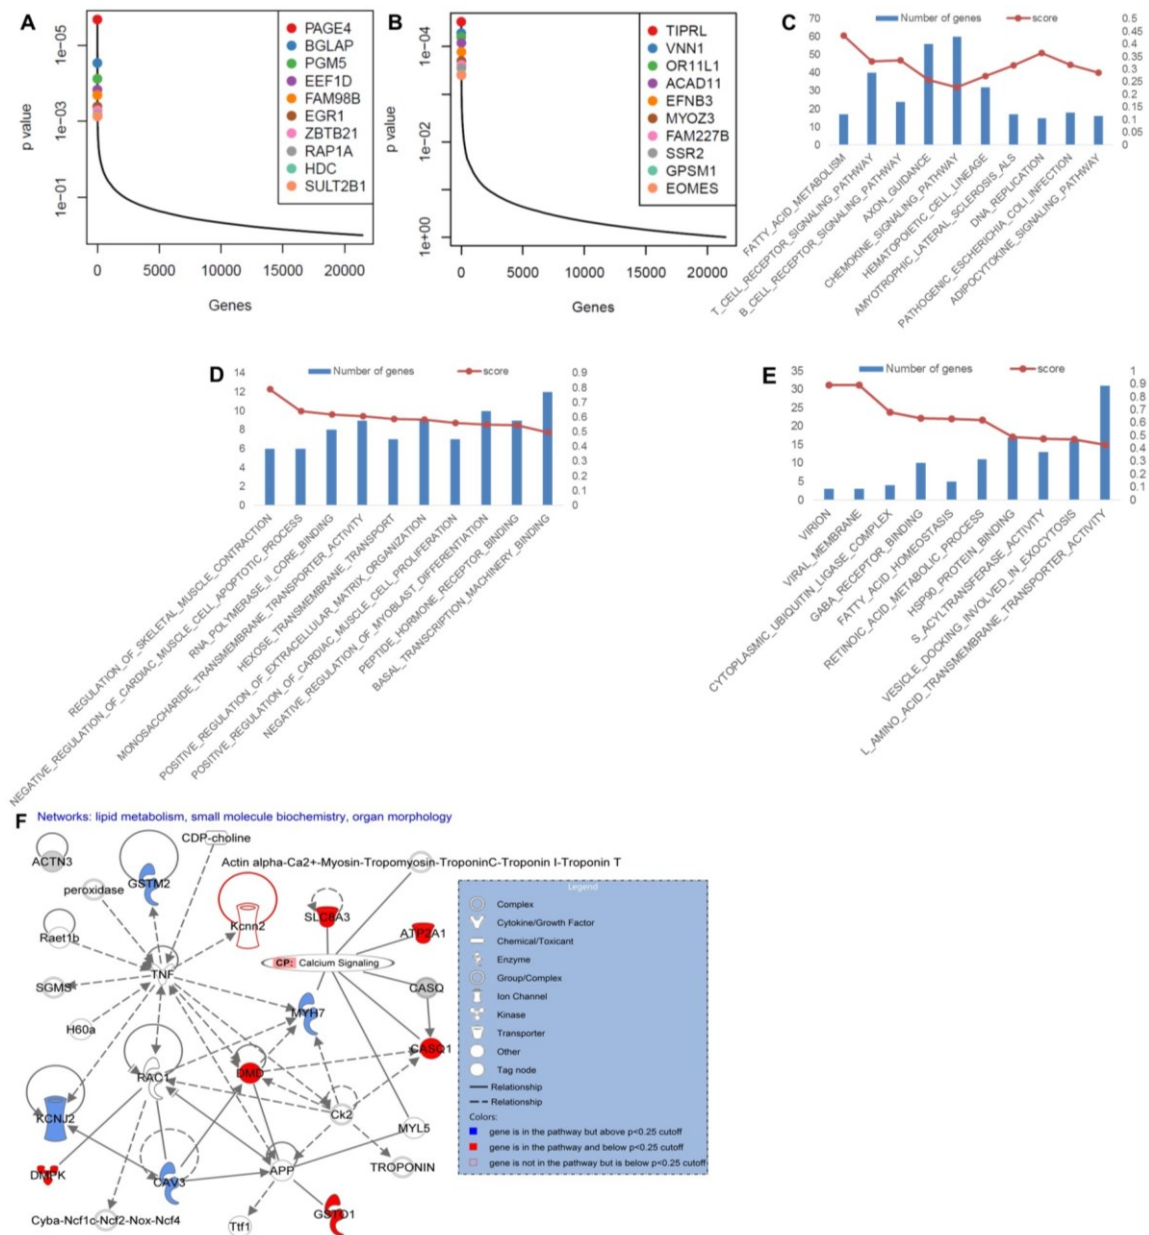 A
p value
1e−05
1e−03
1e−01
PAGE4
BGLAP
PGM5
EEF1D
FAM98B
EGR1
ZBTB21
RAP1A
HDC
SULT2B1
0 5000 10000 15000 20000
Genes
B
p value
1e−04
1e−02
1e+00
TIPRL
VNN1
OR11L1
ACAD11
EFNB3
MYOZ3
FAM227B
SSR2
GPSM1
EOMES
0 5000 10000 15000 20000
Genes
C
Number of genes
score
70
60
50
40
30
20
10
0
0.5
0.45
0.4
0.35
0.3
0.25
0.2
0.15
0.1
0.05
0
FATTY_ACID_METABOLISM
T_CELL_RECEPTOR_SIGNALING_PATHWAY
B_CELL_RECEPTOR_SIGNALING_PATHWAY
AXON_GUIDANCE
CHEMOKINE_SIGNALING_PATHWAY
HEMATOPOIETIC_CELL_LINEAGE
AMYOTROPHIC_LATERAL_SCLEROSIS_ALS
DNA_REPLICATION
PATHOGENIC_ESCHERICHIA_COLI_INFECTION
ADIPOCYTOKINE_SIGNALING_PATHWAY
D
Number of genes
score
14
12
10
8
6
4
2
0
0.9
0.8
0.7
0.6
0.5
0.4
0.3
0.2
0.1
0
REGULATION_OF_SKELETAL_MUSCLE_CONTRACTION
NEGATIVE_REGULATION_OF_CARDIAC_MUSCLE_CELL_APOPTOTIC_PROCESS
RNA_POLYMERASE_II_CORE_BINDING
MONOSACCHARIDE_TRANSMEMBRANE_TRANSPORTER_ACTIVITY
HEXOSE_TRANSMEMBRANE_TRANSPORT
POSITIVE_REGULATION_OF_EXTRACELLULAR_MATRIX_ORGANIZATION
POSITIVE_REGULATION_OF_CARDIAC_MUSCLE_CELL_PROLIFERATION
NEGATIVE_REGULATION_OF_MYOBLAST_DIFFERENTIATION
PEPTIDE_HORMONE_RECEPTOR_BINDING
BASAL_TRANSCRIPTION_MACHINERY_BINDING
E
Number of genes
score
35
30
25
20
15
10
5
0
1
0.9
0.8
0.7
0.6
0.5
0.4
0.3
0.2
0.1
0
VIRION
VIRAL_MEMBRANE
CYTOPLASMIC_UBIQUITIN_LIGASE_COMPLEX
GABA_RECEPTOR_BINDING
FATTY_ACID_HOMEOSTASIS
RETINOIC_ACID_METABOLIC_PROCESS
HSP90_PROTEIN_BINDING
S_ACYLTRANSFERASE_ACTIVITY
VESICLE_DOCKING_INVOLVED_IN_EXOCYTOSIS
L_AMINO_ACID_TRANSMEMBRANE_TRANSPORTER_ACTIVITY
F
Networks: lipid metabolism, small molecule biochemistry, organ morphology
CDP-choline
ACTN3
Actin alpha-Ca2+-Myosin-Tropomyosin-TroponinC-Troponin I-Troponin T
peroxidase
GSTM2
Kcnn2
SLC8A3
ATP2A1
Raet1b
CP: Calcium Signaling
TNF
SGMS
CASQ
MYH7
H60a
CASQ1
RAC1
DMD
KCNJ2
Ck2
MYL5
DMPK
CAV3
APP
TROPONIN
Cyba-Ncf1c-Ncf2-Nox-Ncf4
Ttf1
GSTO1
Legend
Complex
Cytokine/Growth Factor
Chemical/Toxicant
Enzyme
Group/Complex
Ion Channel
Kinase
Transporter
Other
Tag node
Relationship
Relationship
Colors:
gene is in the pathway but above p<0.25 cutoff
gene is in the pathway and below p<0.25 cutoff
gene is not in the pathway but is below p<0.25 cutoff